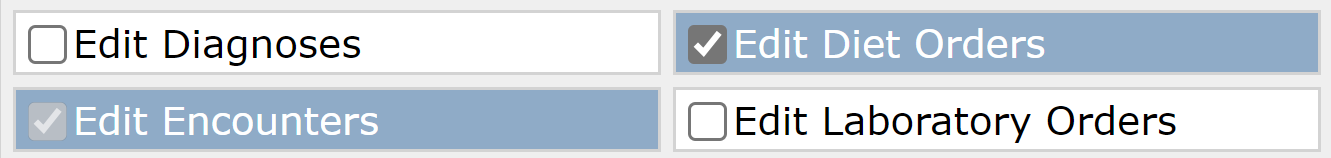 Edit Diagnoses
Edit Diet Orders
Edit Encounters
Edit Laboratory Orders